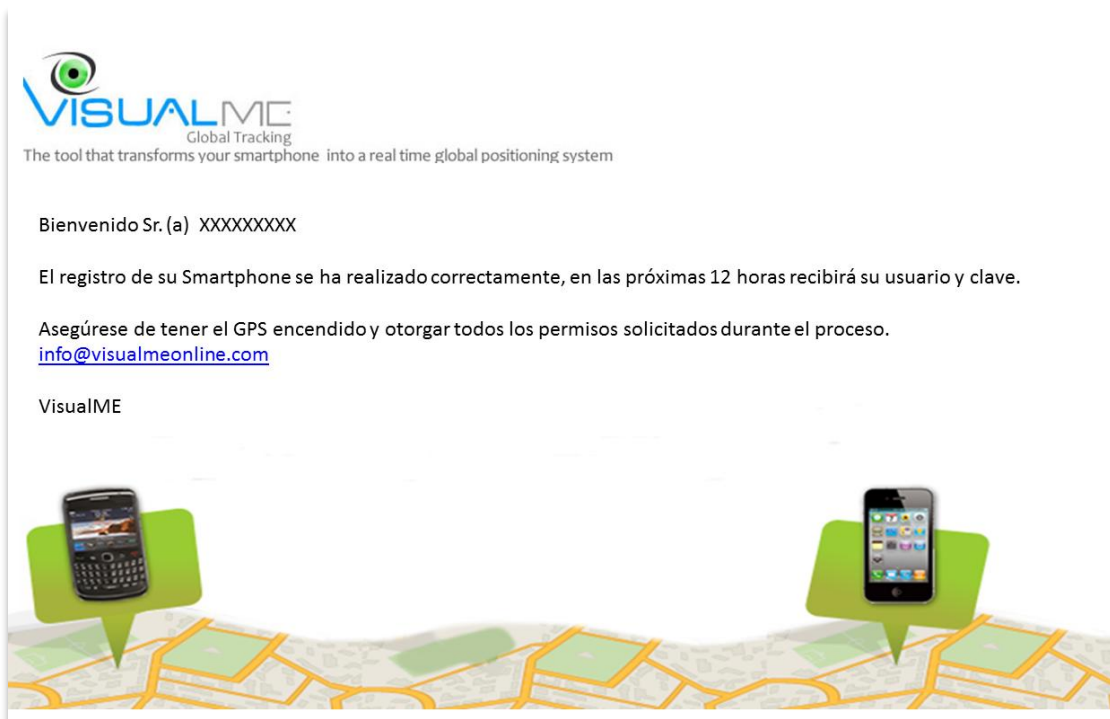 VISUALME
Global Tracking
The tool that transforms your smartphone into a real time global positioning system
Bienvenido Sr. (a) XXXXXXXXX
El registro de su Smartphone se ha realizado correctamente, en las próximas 12 horas recibirá su usuario y clave.
Asegúrese de tener el GPS encendido y otorgar todos los permisos solicitados durante el proceso.
info@visualmeonline.com
VisualME